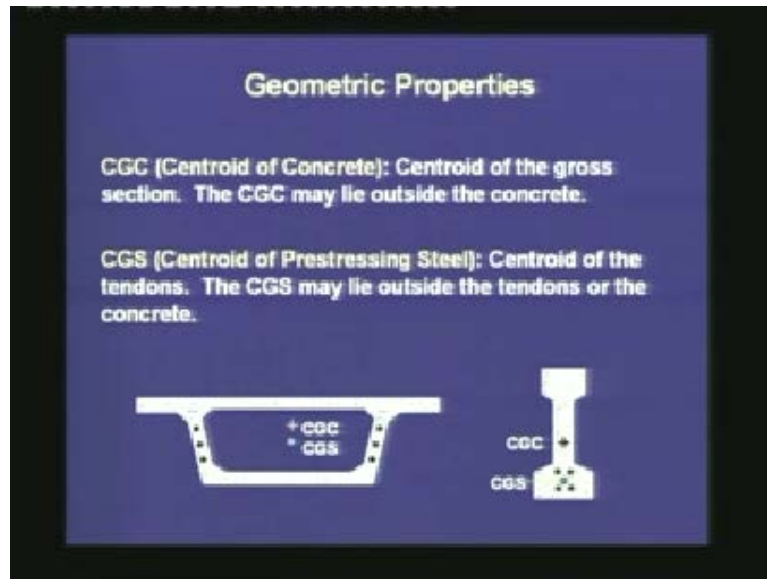 Geometric Properties
CGC (Centroid of Concrete): Centroid of the gross
section. The CGC may lie outside the concrete.
CGS (Centroid of Prestressing Steel): Centroid of the
tendons. The CGS may lie outside the tendons or the
concrete.
CGC
CGS
CGC
CGS